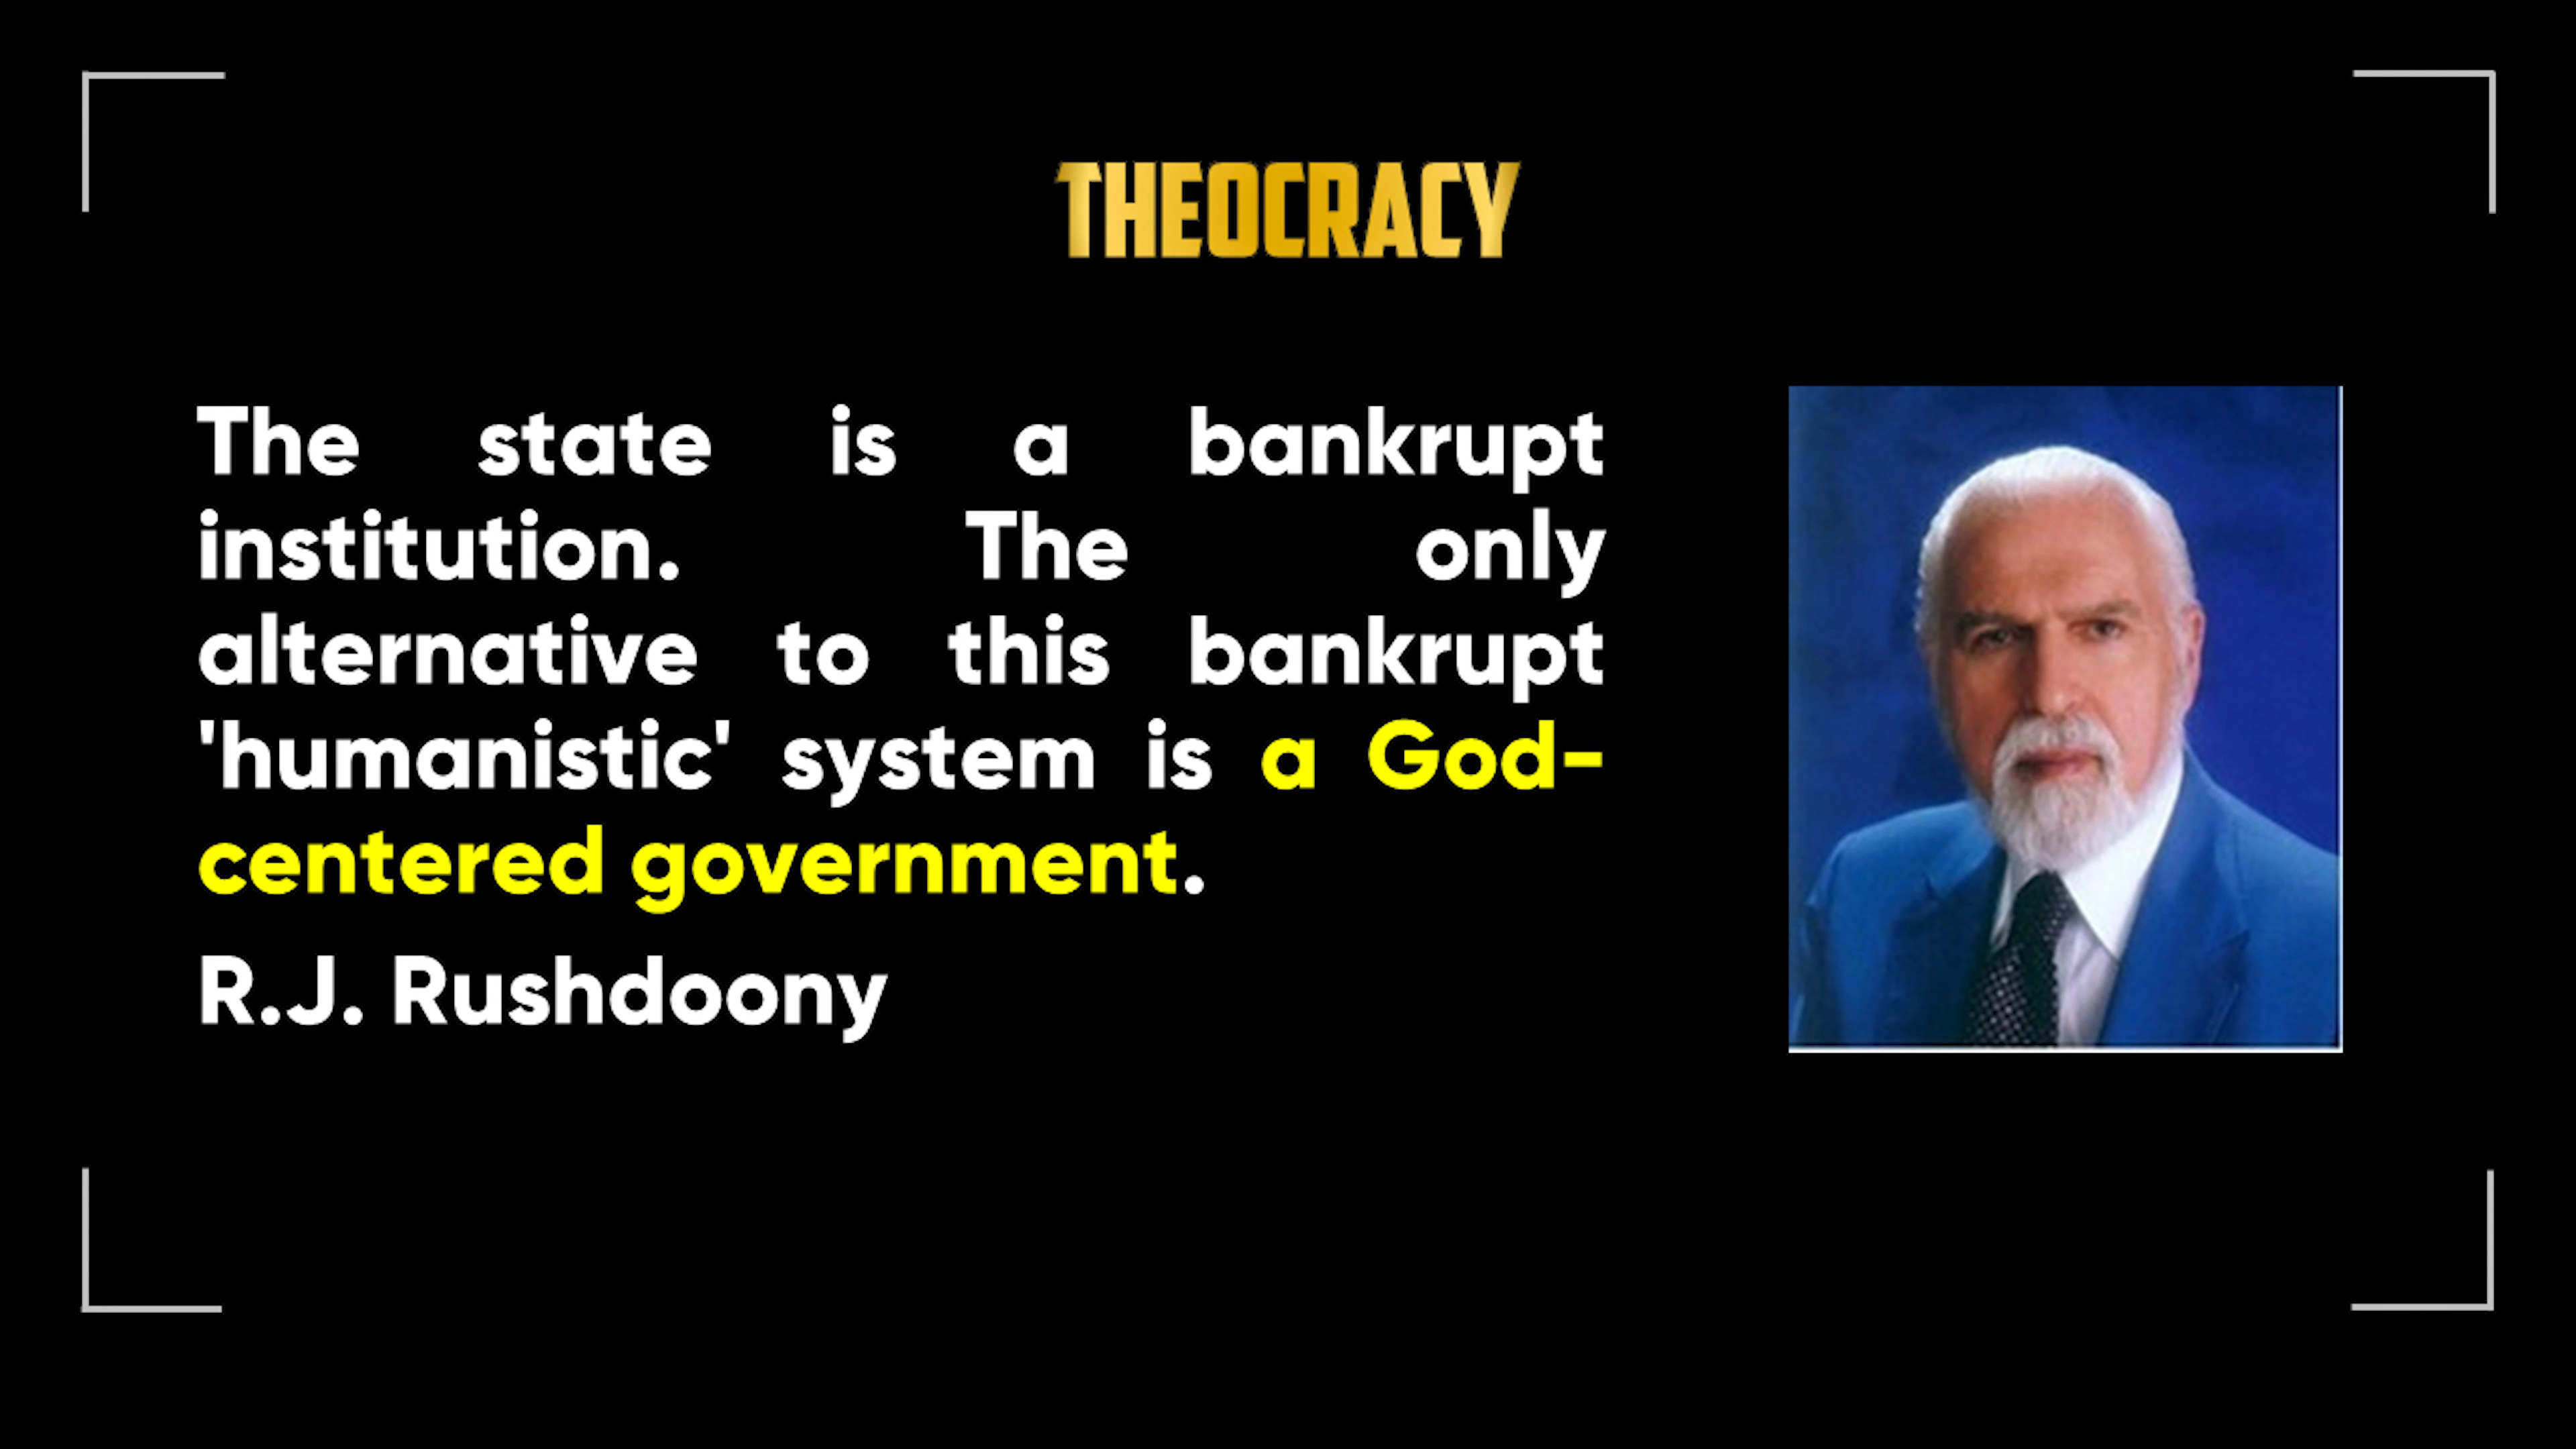 THEOCRACY
The state is a bankrupt
institution. The only
alternative to this bankrupt
'humanistic' system is a God-
centered government.
R.J. Rushdoony